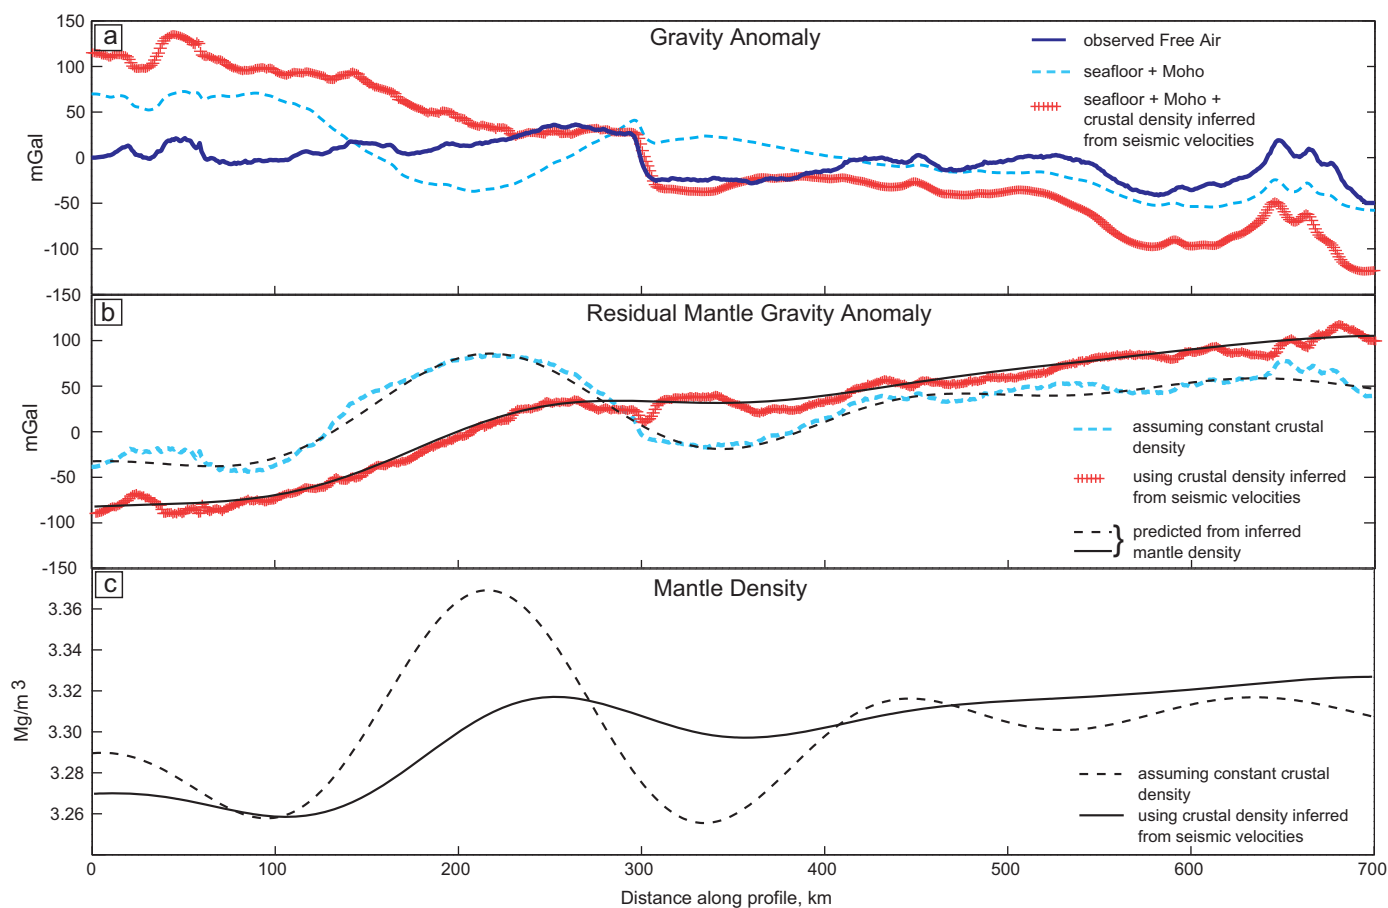 150
a
Gravity Anomaly
observed Free Air
100
seafloor + Moho
50
seafloor + Moho +
crustal density inferred
from seismic velocities
0
mGal
-50
-100
-150
b
Residual Mantle Gravity Anomaly
100
50
0
mGal
assuming constant crustal
density
-50
using crustal density inferred
from seismic velocities
-100
predicted from inferred
mantle density
}
-150
c
Mantle Density
3.36
3.34
3.32
Mg/m 3
3.30
3.28
assuming constant crustal
density
3.26
using crustal density inferred
from seismic velocities
0 100 200 300 400 500 600 700
Distance along profile, km